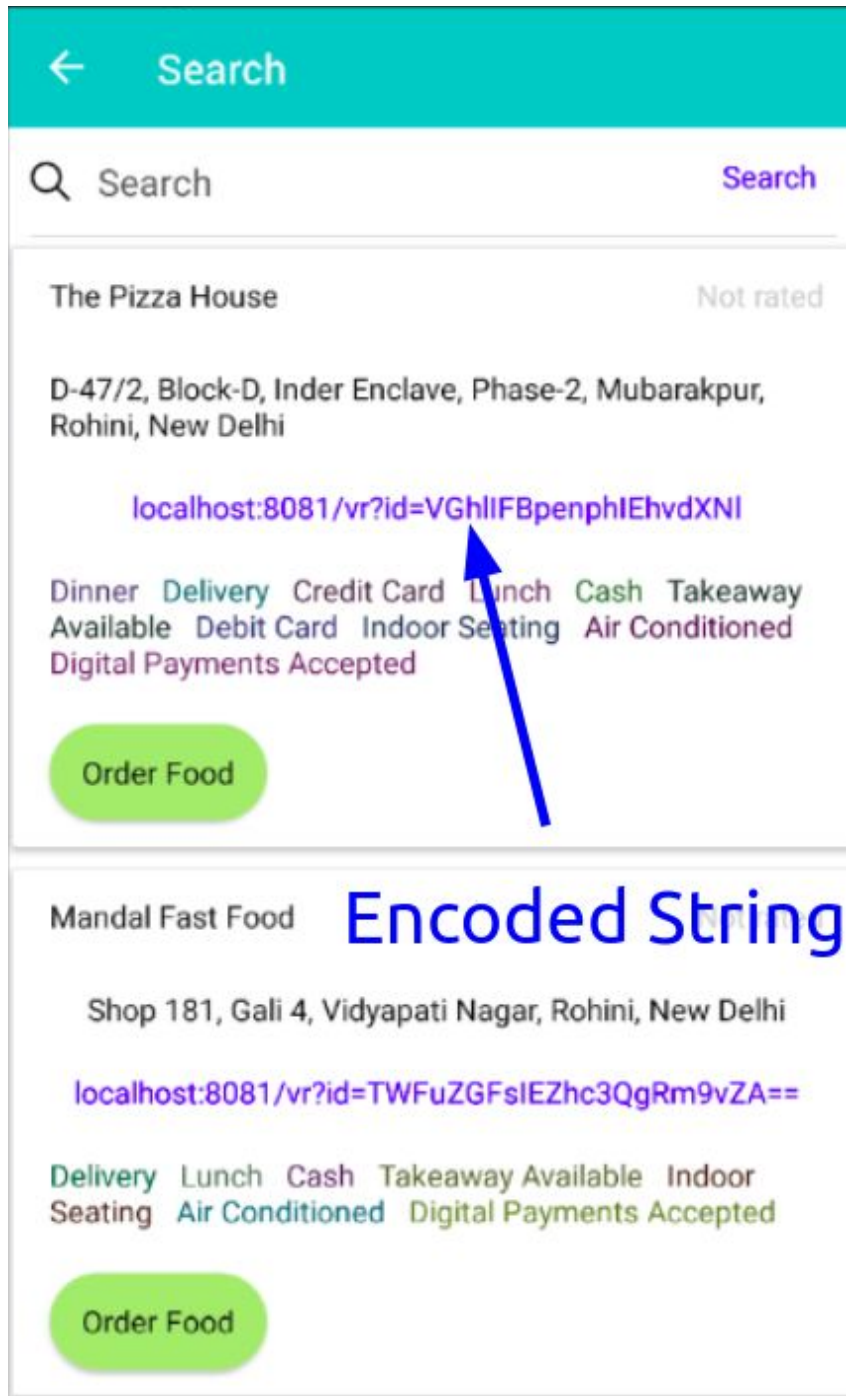 Search
Search Search
The Pizza House Not rated
D-47/2, Block-D, Inder Enclave, Phase-2, Mubarakpur,
Rohini, New Delhi
localhost:8081/vr?id=VGhlIFBpenphIEhvdXNl
Dinner Delivery Credit Card Lunch Cash Takeaway
Available Debit Card Indoor Seating Air Conditioned
Digital Payments Accepted
Order Food
Encoded String
Mandal Fast Food Not rated
Shop 181, Gali 4, Vidyapati Nagar, Rohini, New Delhi
localhost:8081/vr?id=TWFuZGFsIEZhc3QgRm9vZA==
Delivery Lunch Cash Takeaway Available Indoor
Seating Air Conditioned Digital Payments Accepted
Order Food